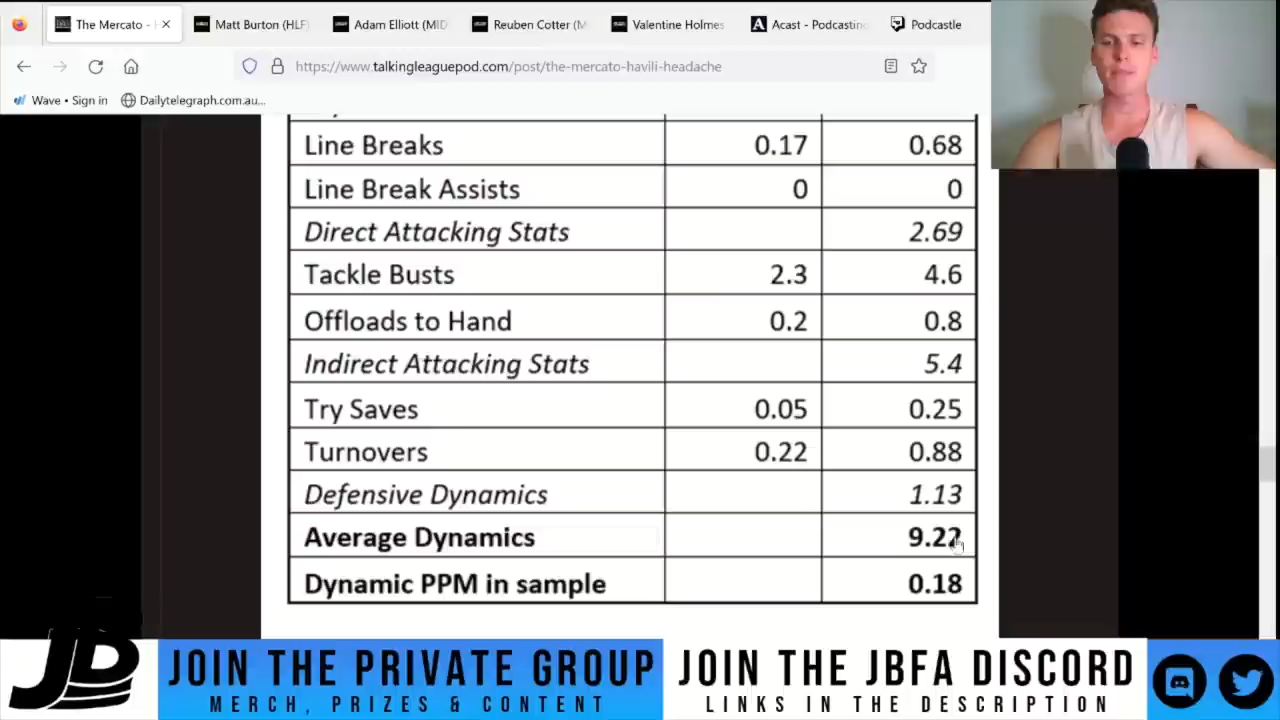 The Mercato -
Matt Burton (HLF)
Adam Elliott (MID
Reuben Cotter (M
Valentine Holmes
Acast - Podcasting
Podcastle
https://www.talkingleaguepod.com/post/the-mercato-havili-headache
Wave • Sign in
Dailytelegraph.com.au...
Line Breaks 0.17 0.68
Line Break Assists 0 0
Direct Attacking Stats 2.69
Tackle Busts 2.3 4.6
Offloads to Hand 0.2 0.8
Indirect Attacking Stats 5.4
Try Saves 0.05 0.25
Turnovers 0.22 0.88
Defensive Dynamics 1.13
Average Dynamics 9.22
Dynamic PPM in sample 0.18
JB
JOIN THE PRIVATE GROUP
MERCH, PRIZES & CONTENT
JOIN THE JBFA DISCORD
LINKS IN THE DESCRIPTION